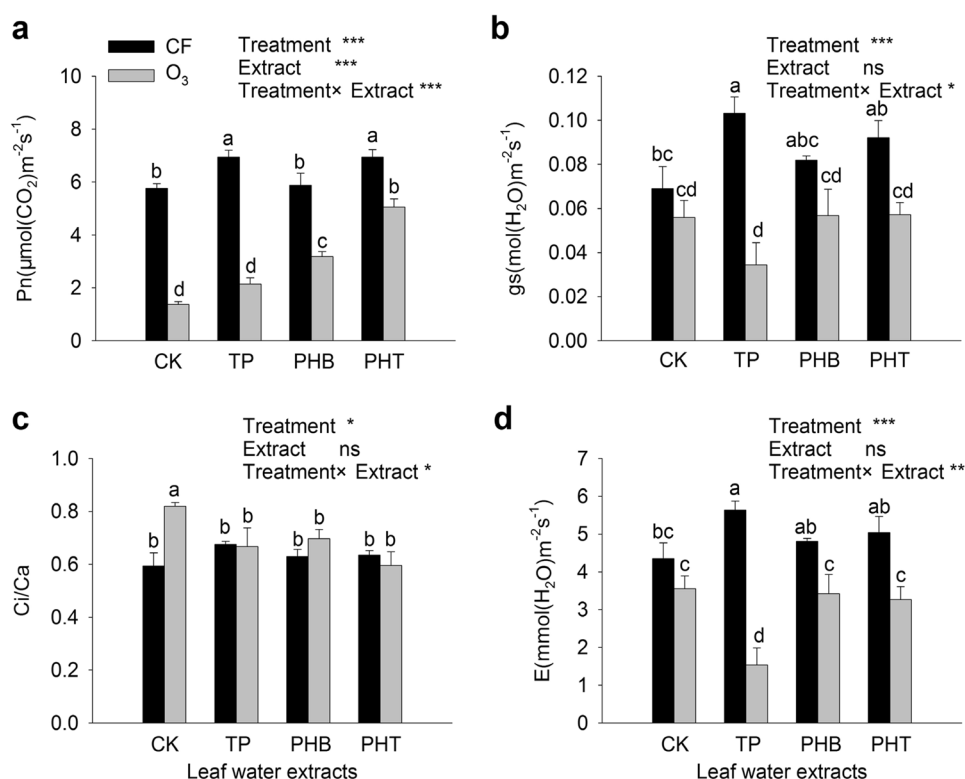 a
CF
O₃
Treatment ***
Extract ***
Treatment× Extract ***
Pn(μmol(CO₂)m⁻²s⁻¹)
10
8
6
4
2
0
b
d
a
d
b
c
a
b
CK TP PHB PHT
b
Treatment ***
Extract ns
Treatment× Extract *
gs(mol(H₂O)m⁻²s⁻¹)
0.12
0.10
0.08
0.06
0.04
0.02
0.00
bc
cd
a
d
abc
cd
ab
cd
CK TP PHB PHT
c
Treatment *
Extract ns
Treatment× Extract *
Ci/Ca
1.0
0.8
0.6
0.4
0.2
0.0
b
a
b
b
b
b
b
b
CK TP PHB PHT
Leaf water extracts
d
Treatment ***
Extract ns
Treatment× Extract **
E(mmol(H₂O)m⁻²s⁻¹)
7
6
5
4
3
2
1
0
bc
c
a
d
ab
c
ab
c
CK TP PHB PHT
Leaf water extracts